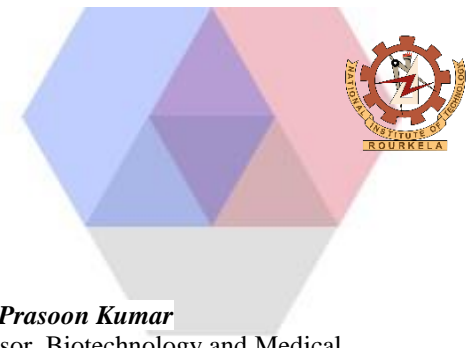 NATIONAL INSTITUTE OF TECHNOLOGY
ROURKELA
Prasoon Kumar
sor, Biotechnology and Medical